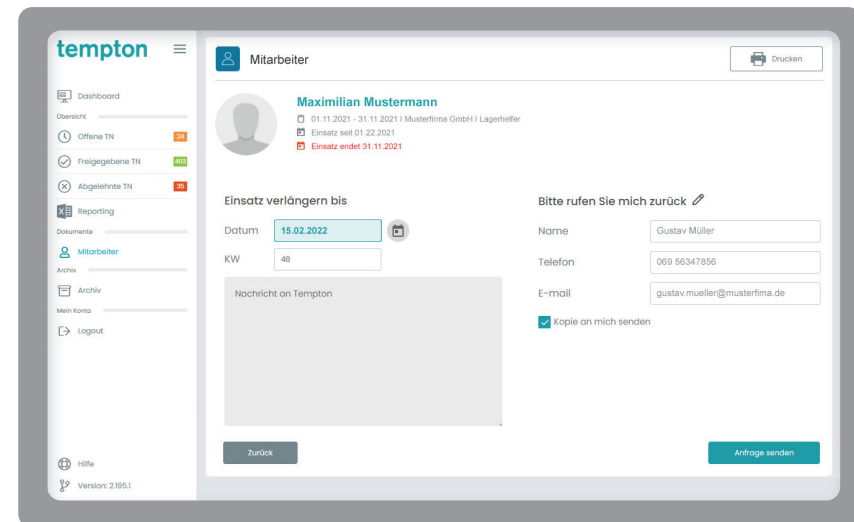 tempton
Dashboard
Übersicht
Offene TN 24
Freigegebene TN 403
Abgelehnte TN 35
Reporting
Dokumente
Mitarbeiter
Archiv
Archiv
Mein Konto
Logout
Hilfe
Version: 2.195.1
Mitarbeiter
Drucken
Maximilian Mustermann
01.11.2021 - 31.11.2021 I Musterfirma GmbH I Lagerhelfer
Einsatz seit 01.22.2021
Einsatz endet 31.11.2021
Einsatz verlängern bis
Datum 15.02.2022
KW 48
Nachricht an Tempton
Zurück
Bitte rufen Sie mich zurück
Name Gustav Müller
Telefon 069 56347856
E-mail gustav.mueller@musterfima.de
Kopie an mich senden
Anfrage senden